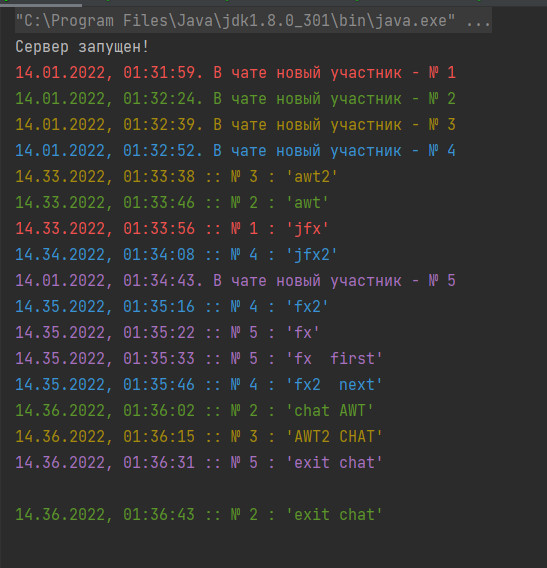 "C:\Program Files\Java\jdk1.8.0_301\bin\java.exe" ...
Сервер запущен!
14.01.2022, 01:31:59. В чате новый участник - № 1
14.01.2022, 01:32:24. В чате новый участник - № 2
14.01.2022, 01:32:39. В чате новый участник - № 3
14.01.2022, 01:32:52. В чате новый участник - № 4
14.33.2022, 01:33:38 :: № 3 : 'awt2'
14.33.2022, 01:33:46 :: № 2 : 'awt'
14.33.2022, 01:33:56 :: № 1 : 'jfx'
14.34.2022, 01:34:08 :: № 4 : 'jfx2'
14.01.2022, 01:34:43. В чате новый участник - № 5
14.35.2022, 01:35:16 :: № 4 : 'fx2'
14.35.2022, 01:35:22 :: № 5 : 'fx'
14.35.2022, 01:35:33 :: № 5 : 'fx  first'
14.35.2022, 01:35:46 :: № 4 : 'fx2  next'
14.36.2022, 01:36:02 :: № 2 : 'chat AWT'
14.36.2022, 01:36:15 :: № 3 : 'AWT2 CHAT'
14.36.2022, 01:36:31 :: № 5 : 'exit chat'
14.36.2022, 01:36:43 :: № 2 : 'exit chat'